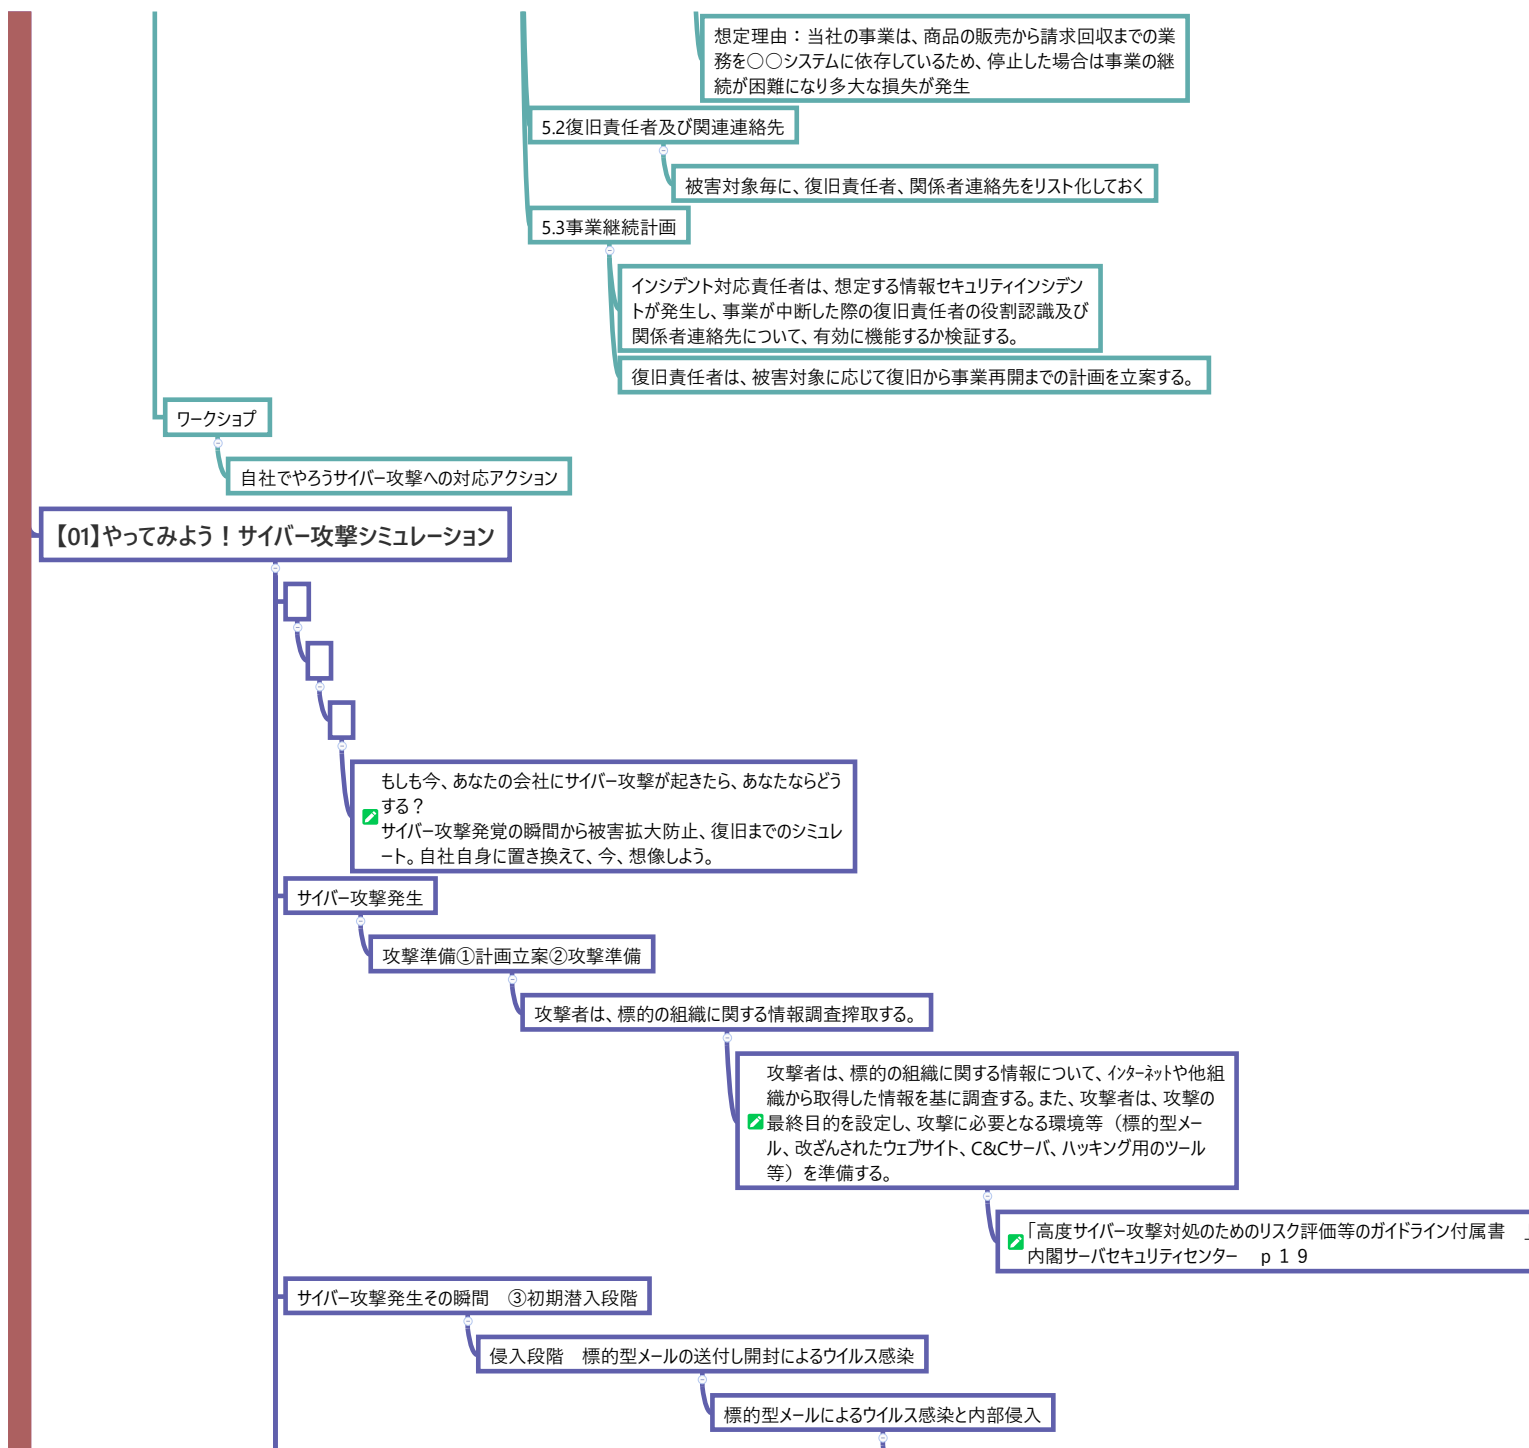 想定理由：当社の事業は、商品の販売から請求回収までの業
務を○○システムに依存しているため、停止した場合は事業の継
続が困難になり多大な損失が発生
5.2復旧責任者及び関連連絡先
被害対象毎に、復旧責任者、関係者連絡先をリスト化しておく
5.3事業継続計画
インシデント対応責任者は、想定する情報セキュリティインシデン
トが発生し、事業が中断した際の復旧責任者の役割認識及び
関係者連絡先について、有効に機能するか検証する。
復旧責任者は、被害対象に応じて復旧から事業再開までの計画を立案する。
ワークショプ
自社でやろうサイバー攻撃への対応アクション
【01】やってみよう！サイバー攻撃シミュレーション
もしも今、あなたの会社にサイバー攻撃が起きたら、あなたならどう
する？
サイバー攻撃発覚の瞬間から被害拡大防止、復旧までのシミュレ
ート。自社自身に置き換えて、今、想像しよう。
サイバー攻撃発生
攻撃準備①計画立案②攻撃準備
攻撃者は、標的の組織に関する情報調査搾取する。
攻撃者は、標的の組織に関する情報について、インターネットや他組
織から取得した情報を基に調査する。また、攻撃者は、攻撃の
最終目的を設定し、攻撃に必要となる環境等（標的型メー
ル、改ざんされたウェブサイト、C&Cサーバ、ハッキング用のツール
等）を準備する。
「高度サイバー攻撃対処のためのリスク評価等のガイドライン付属書　」
内閣サーバセキュリティセンター　ｐ１９
サイバー攻撃発生その瞬間　③初期潜入段階
侵入段階　標的型メールの送付し開封によるウイルス感染
標的型メールによるウイルス感染と内部侵入